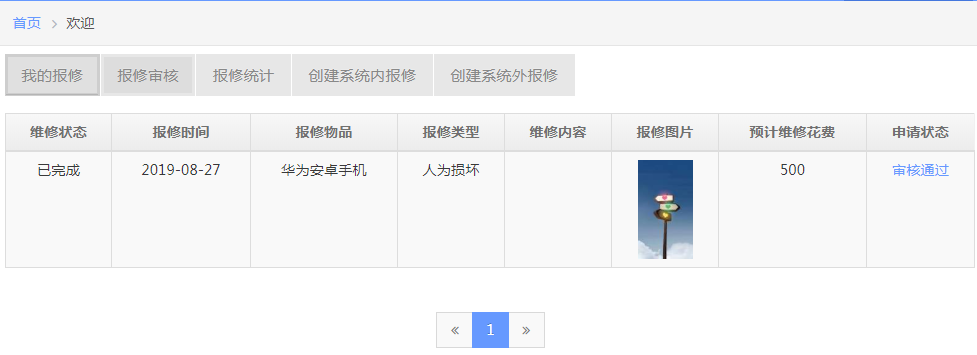 首页 > 欢迎
我的报修 报修审核 报修统计 创建系统内报修 创建系统外报修
维修状态 报修时间 报修物品 报修类型 维修内容 报修图片 预计维修花费 申请状态
已完成 2019-08-27 华为安卓手机 人为损坏 500 审核通过
« 1 »